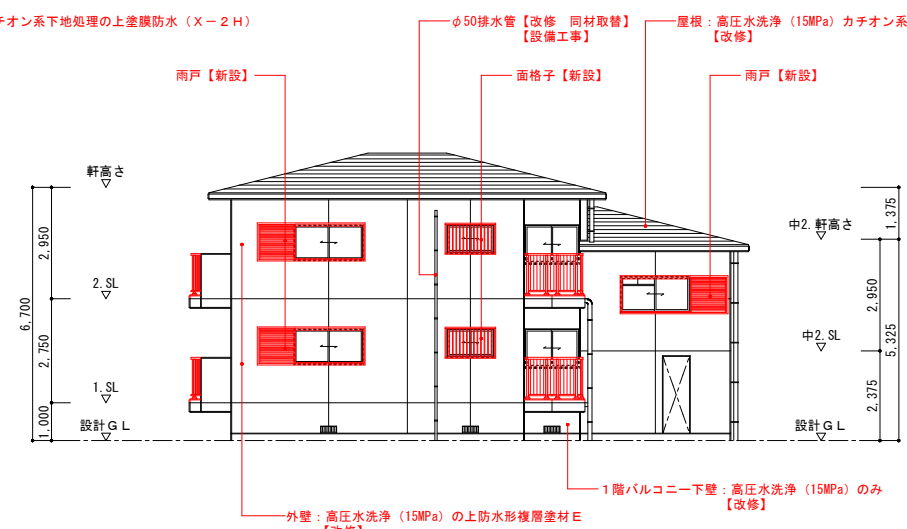 チオン系下地処理の上塗膜防水（X－2H）
φ50排水管【改修 同材取替】
【設備工事】
屋根：高圧水洗浄（15MPa）カチオン系
【改修】
雨戸【新設】
面格子【新設】
雨戸【新設】
軒高さ
2.SL
1.SL
設計GL
2,950
2,750
1,000
6,700
中2.軒高さ
中2.SL
設計GL
1,375
2,950
2,375
5,325
1階バルコニー下壁：高圧水洗浄（15MPa）のみ
【改修】
外壁：高圧水洗浄（15MPa）の上防水形複層塗材E
【改修】